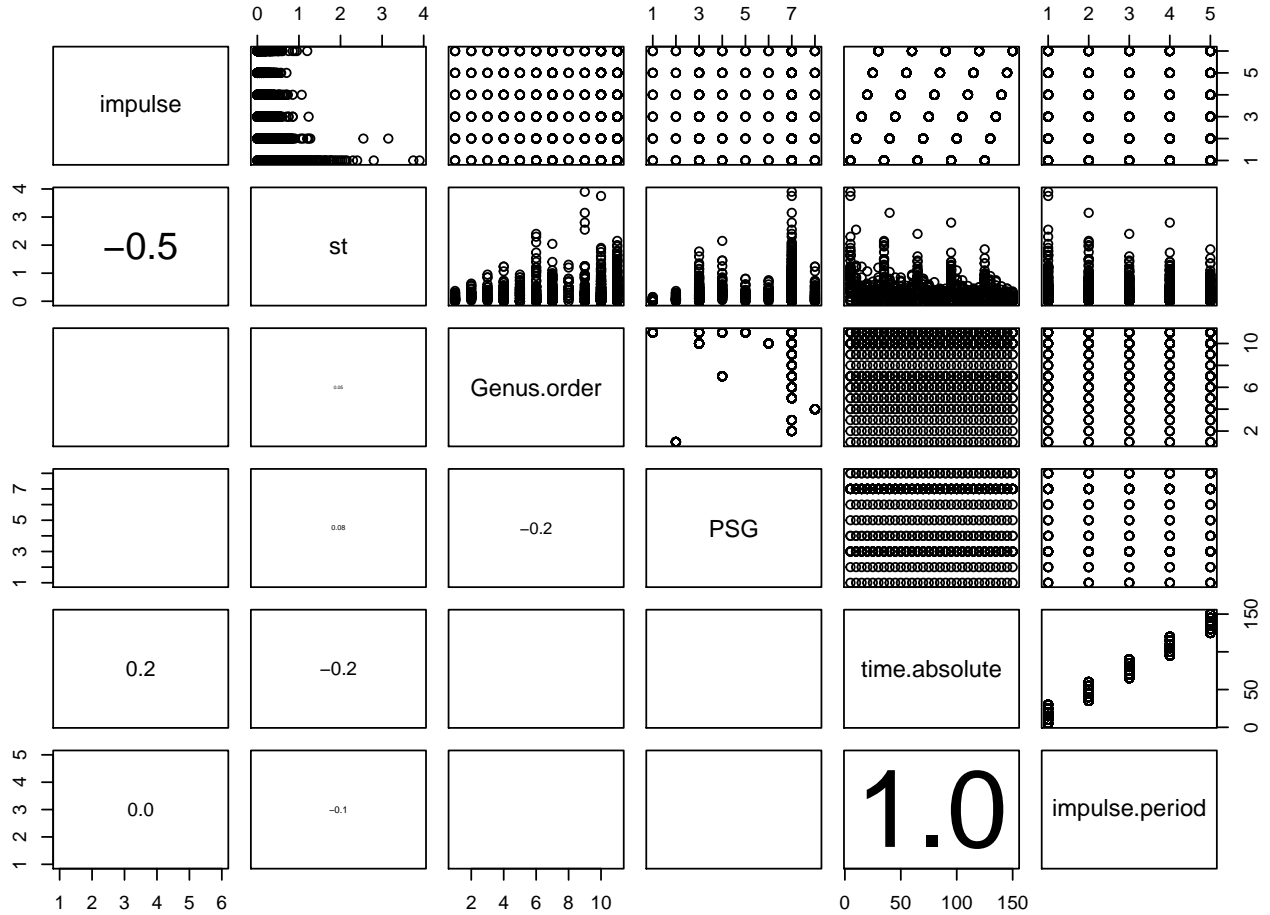 0 1 2 3 4
1 3 5 7
1 2 3 4 5
impulse
1 3 5
0 1 2 3 4
−0.5
st
0.05
Genus.order
2 6 10
1 3 5 7
0.08
−0.2
PSG
0.2
−0.2
time.absolute
0 50 150
1 2 3 4 5
0.0
−0.1
1.0
impulse.period
1 2 3 4 5 6
2 4 6 8 10
0 50 100 150